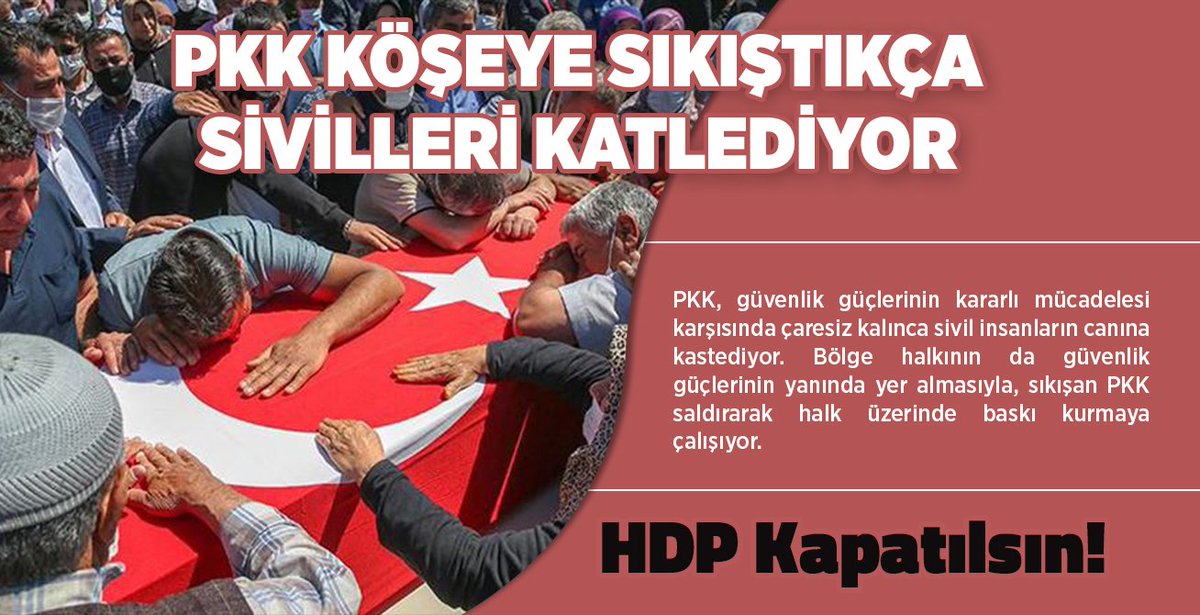 PKK KÖŞEYE SIKIŞTIKÇA
SİVİLLERİ KATLEDİYOR
PKK, güvenlik güçlerinin kararlı mücadelesi
karşısında çaresiz kalınca sivil insanların canına
kastediyor. Bölge halkının da güvenlik
güçlerinin yanında yer almasıyla, sıkışan PKK
saldırarak halk üzerinde baskı kurmaya
çalışıyor.
HDP Kapatılsın!